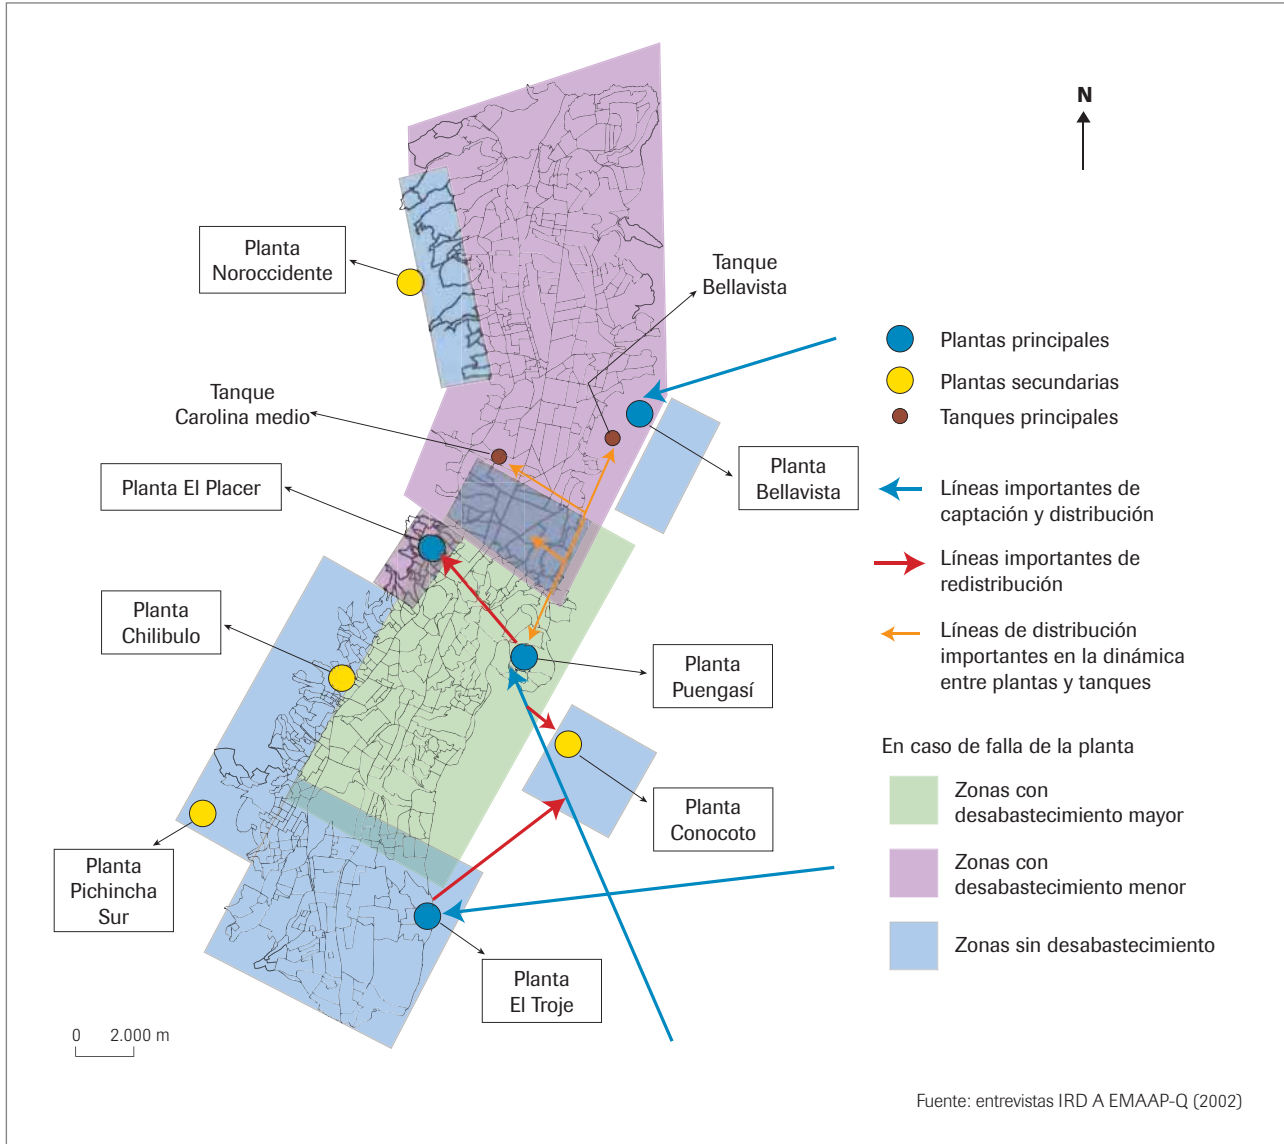 N
Planta
Noroccidente
Tanque
Bellavista
Plantas principales
Plantas secundarias
Tanques principales
Tanque
Carolina medio
Planta El Placer
Planta
Bellavista
Líneas importantes de
captación y distribución
Líneas importantes de
redistribución
Planta
Chilibulo
Líneas de distribución
importantes en la dinámica
entre plantas y tanques
Planta
Puengasí
En caso de falla de la planta
Zonas con
desabastecimiento mayor
Planta
Conocoto
Planta
Pichincha
Sur
Zonas con
desabastecimiento menor
Zonas sin desabastecimiento
Planta
El Troje
0 2.000 m
Fuente: entrevistas IRD A EMAAP-Q (2002)